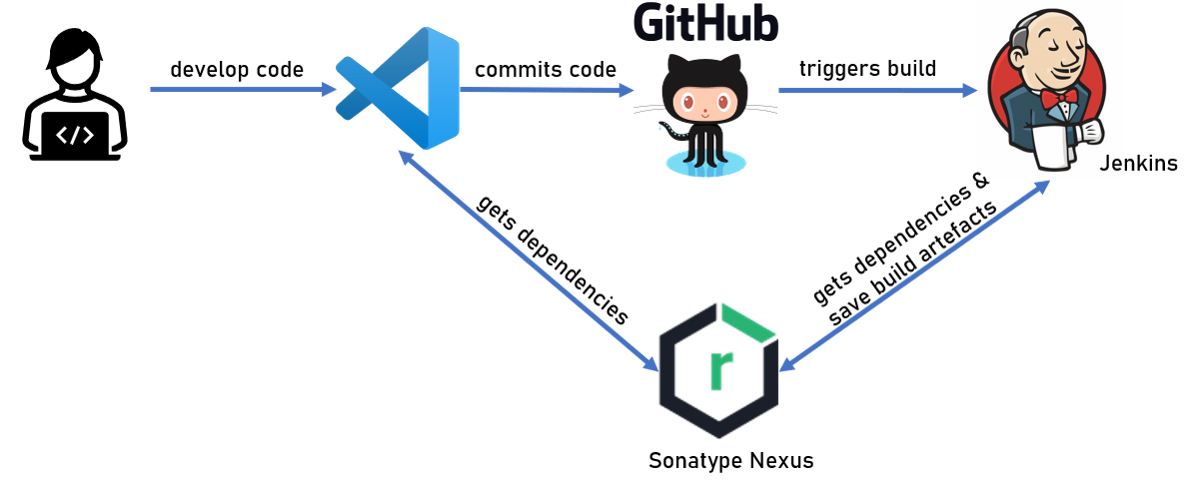 GitHub
develop code
commits code
triggers build
</>
Jenkins
gets dependencies
gets dependencies &
save build artefacts
r
Sonatype Nexus